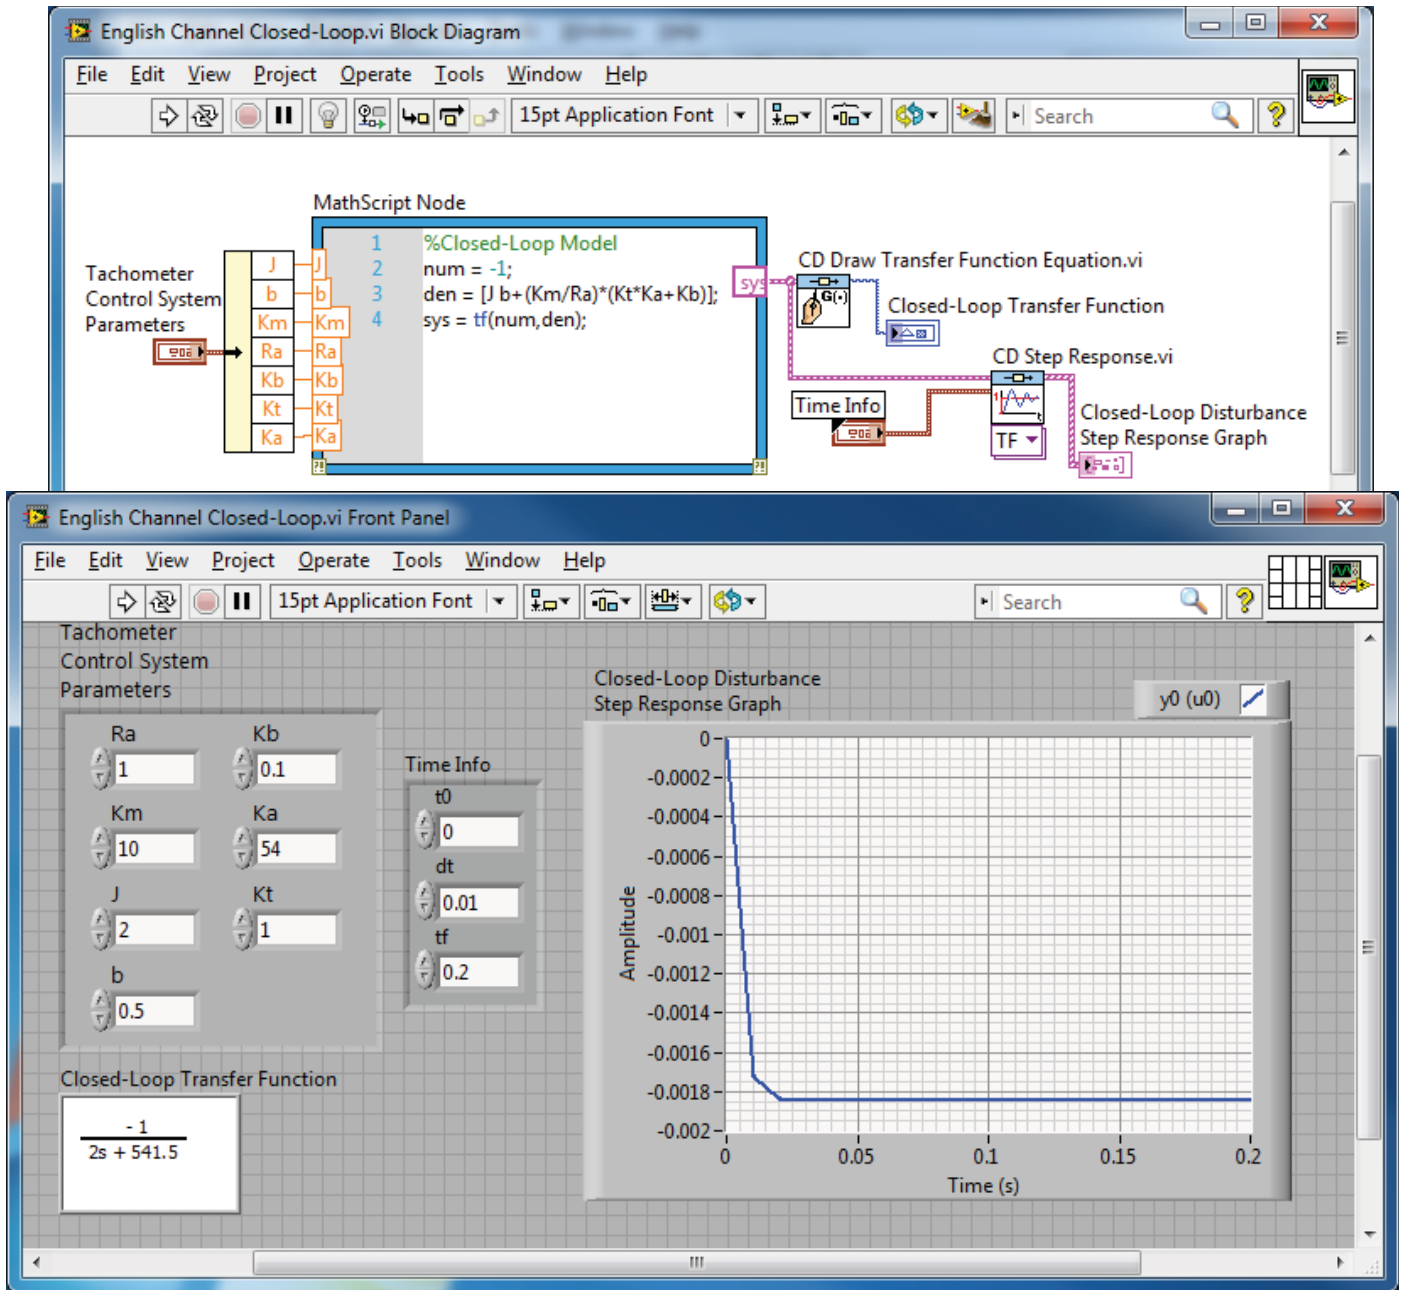 English Channel Closed-Loop.vi Block Diagram
File Edit View Project Operate Tools Window Help
15pt Application Font
Search
MathScript Node
1 %Closed-Loop Model
2 num = -1;
3 den = [J b+(Km/Ra)*(Kt*Ka+Kb)];
4 sys = tf(num,den);
Tachometer
Control System
Parameters
J
b
Km
Ra
Kb
Kt
Ka
J
b
Km
Ra
Kb
Kt
Ka
sys
CD Draw Transfer Function Equation.vi
G(•)
Closed-Loop Transfer Function
CD Step Response.vi
Time Info
TF
Closed-Loop Disturbance
Step Response Graph
English Channel Closed-Loop.vi Front Panel
File Edit View Project Operate Tools Window Help
15pt Application Font
Search
Tachometer
Control System
Parameters
Ra Kb
1 0.1
Km Ka
10 54
J Kt
2 1
b
0.5
Time Info
t0
0
dt
0.01
tf
0.2
Closed-Loop Transfer Function
- 1
2s + 541.5
Closed-Loop Disturbance
Step Response Graph
y0 (u0)
0
-0.0002
-0.0004
-0.0006
-0.0008
-0.001
-0.0012
-0.0014
-0.0016
-0.0018
-0.002
Amplitude
0 0.05 0.1 0.15 0.2
Time (s)